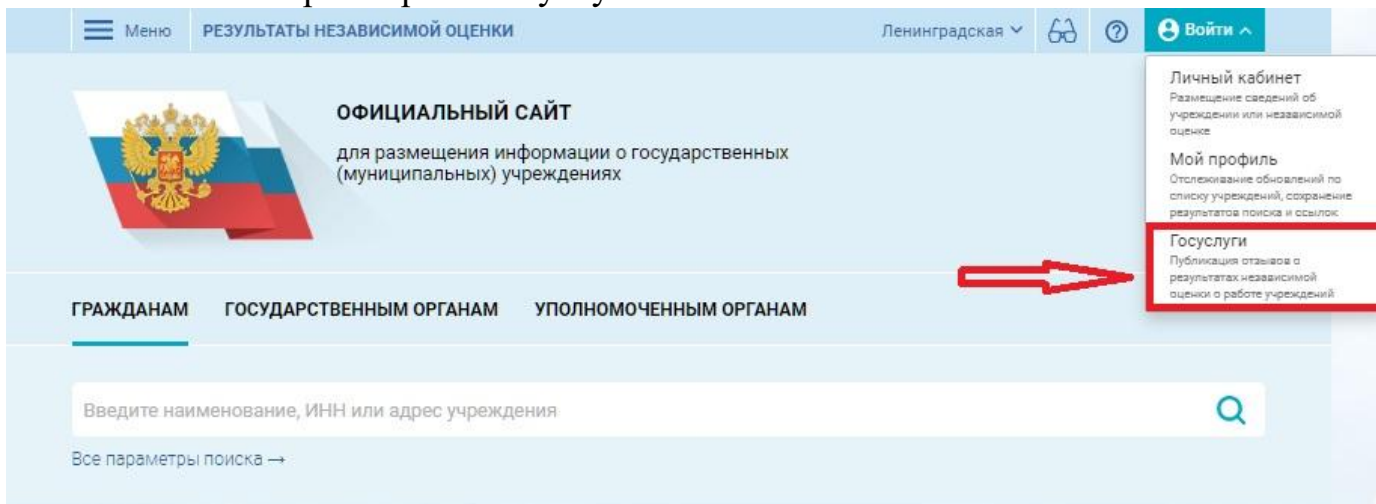 Меню РЕЗУЛЬТАТЫ НЕЗАВИСИМОЙ ОЦЕНКИ Ленинградская Войти
Личный кабинет
Размещение сведений об
учреждении или независимой
оценке
Мой профиль
Отслеживание обновлений по
списку учреждений, сохранение
результатов поиска и ссылок
Госуслуги
Публикация отзывов о
результатах независимой
оценки о работе учреждений
ОФИЦИАЛЬНЫЙ САЙТ
для размещения информации о государственных
(муниципальных) учреждениях
ГРАЖДАНАМ ГОСУДАРСТВЕННЫМ ОРГАНАМ УПОЛНОМОЧЕННЫМ ОРГАНАМ
Введите наименование, ИНН или адрес учреждения
Все параметры поиска →